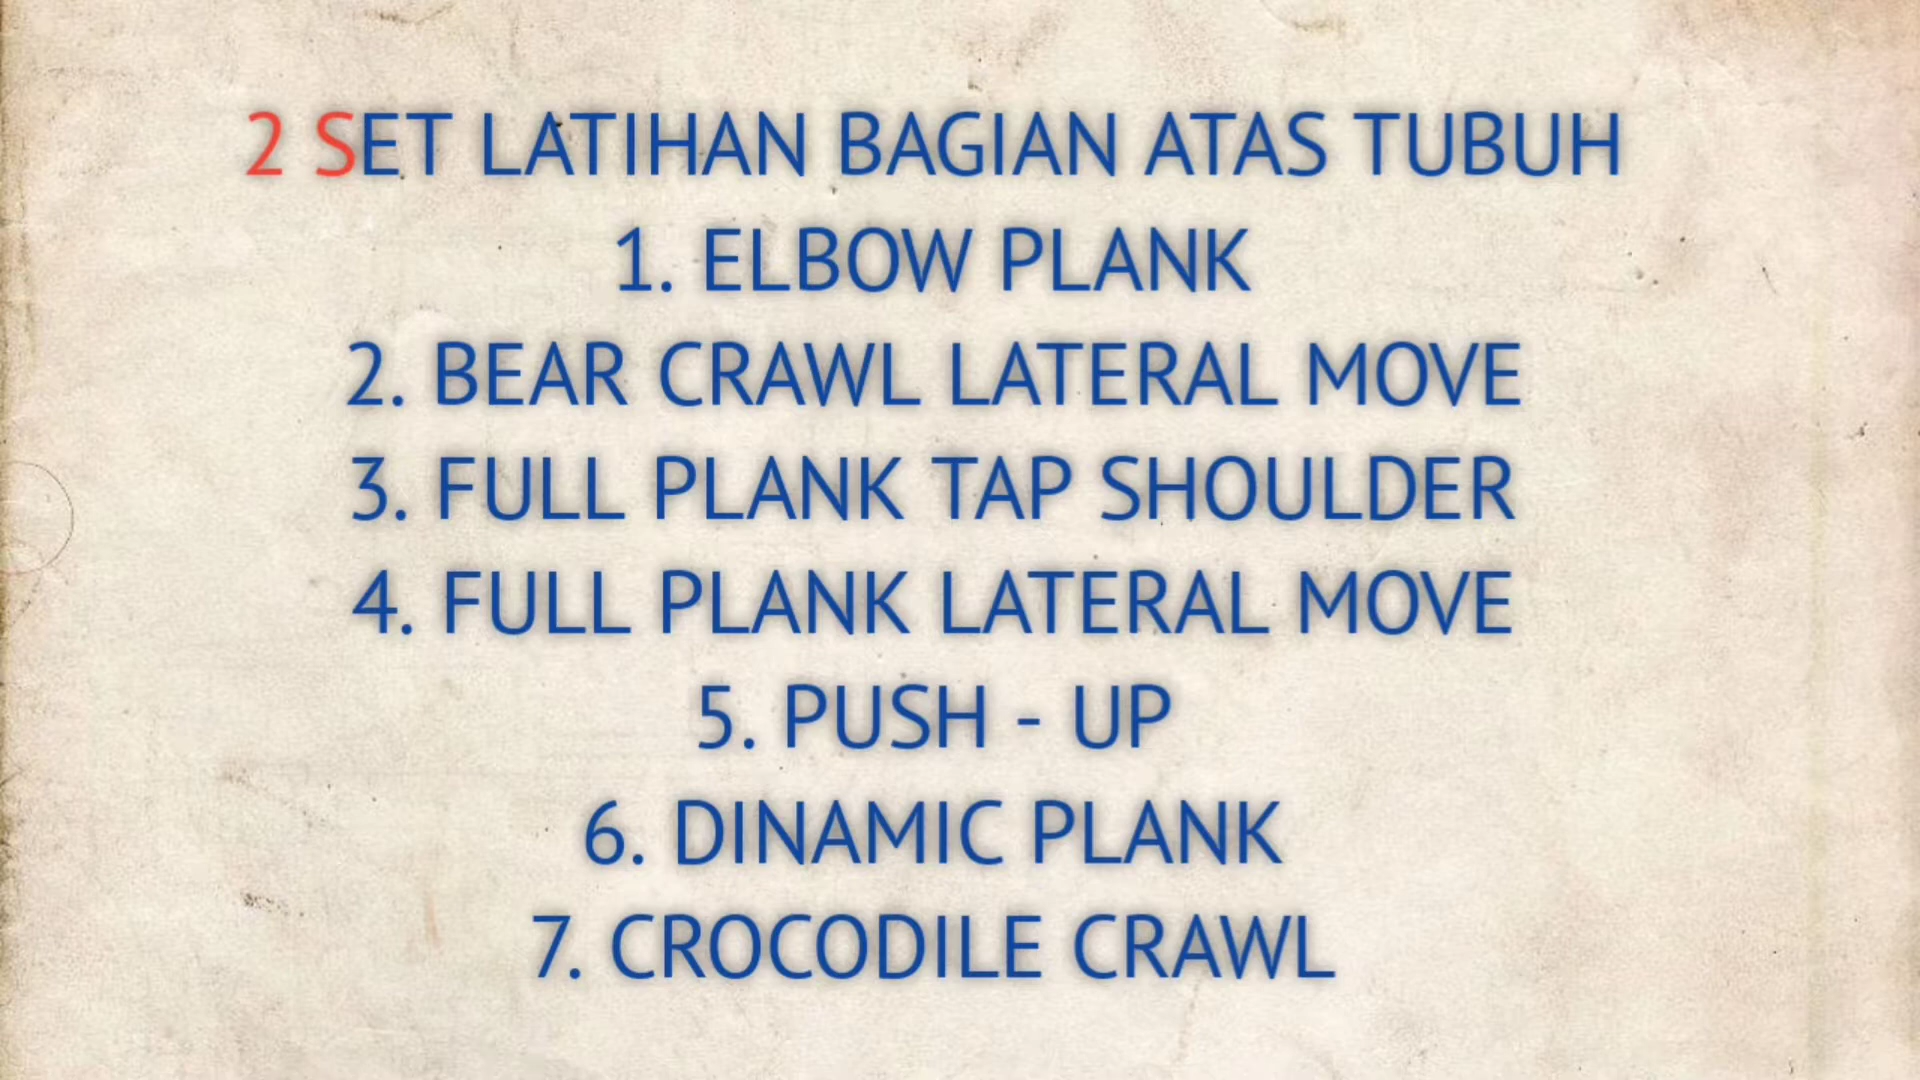 2 SET LATIHAN BAGIAN ATAS TUBUH
1. ELBOW PLANK
2. BEAR CRAWL LATERAL MOVE
3. FULL PLANK TAP SHOULDER
4. FULL PLANK LATERAL MOVE
5. PUSH - UP
6. DINAMIC PLANK
7. CROCODILE CRAWL